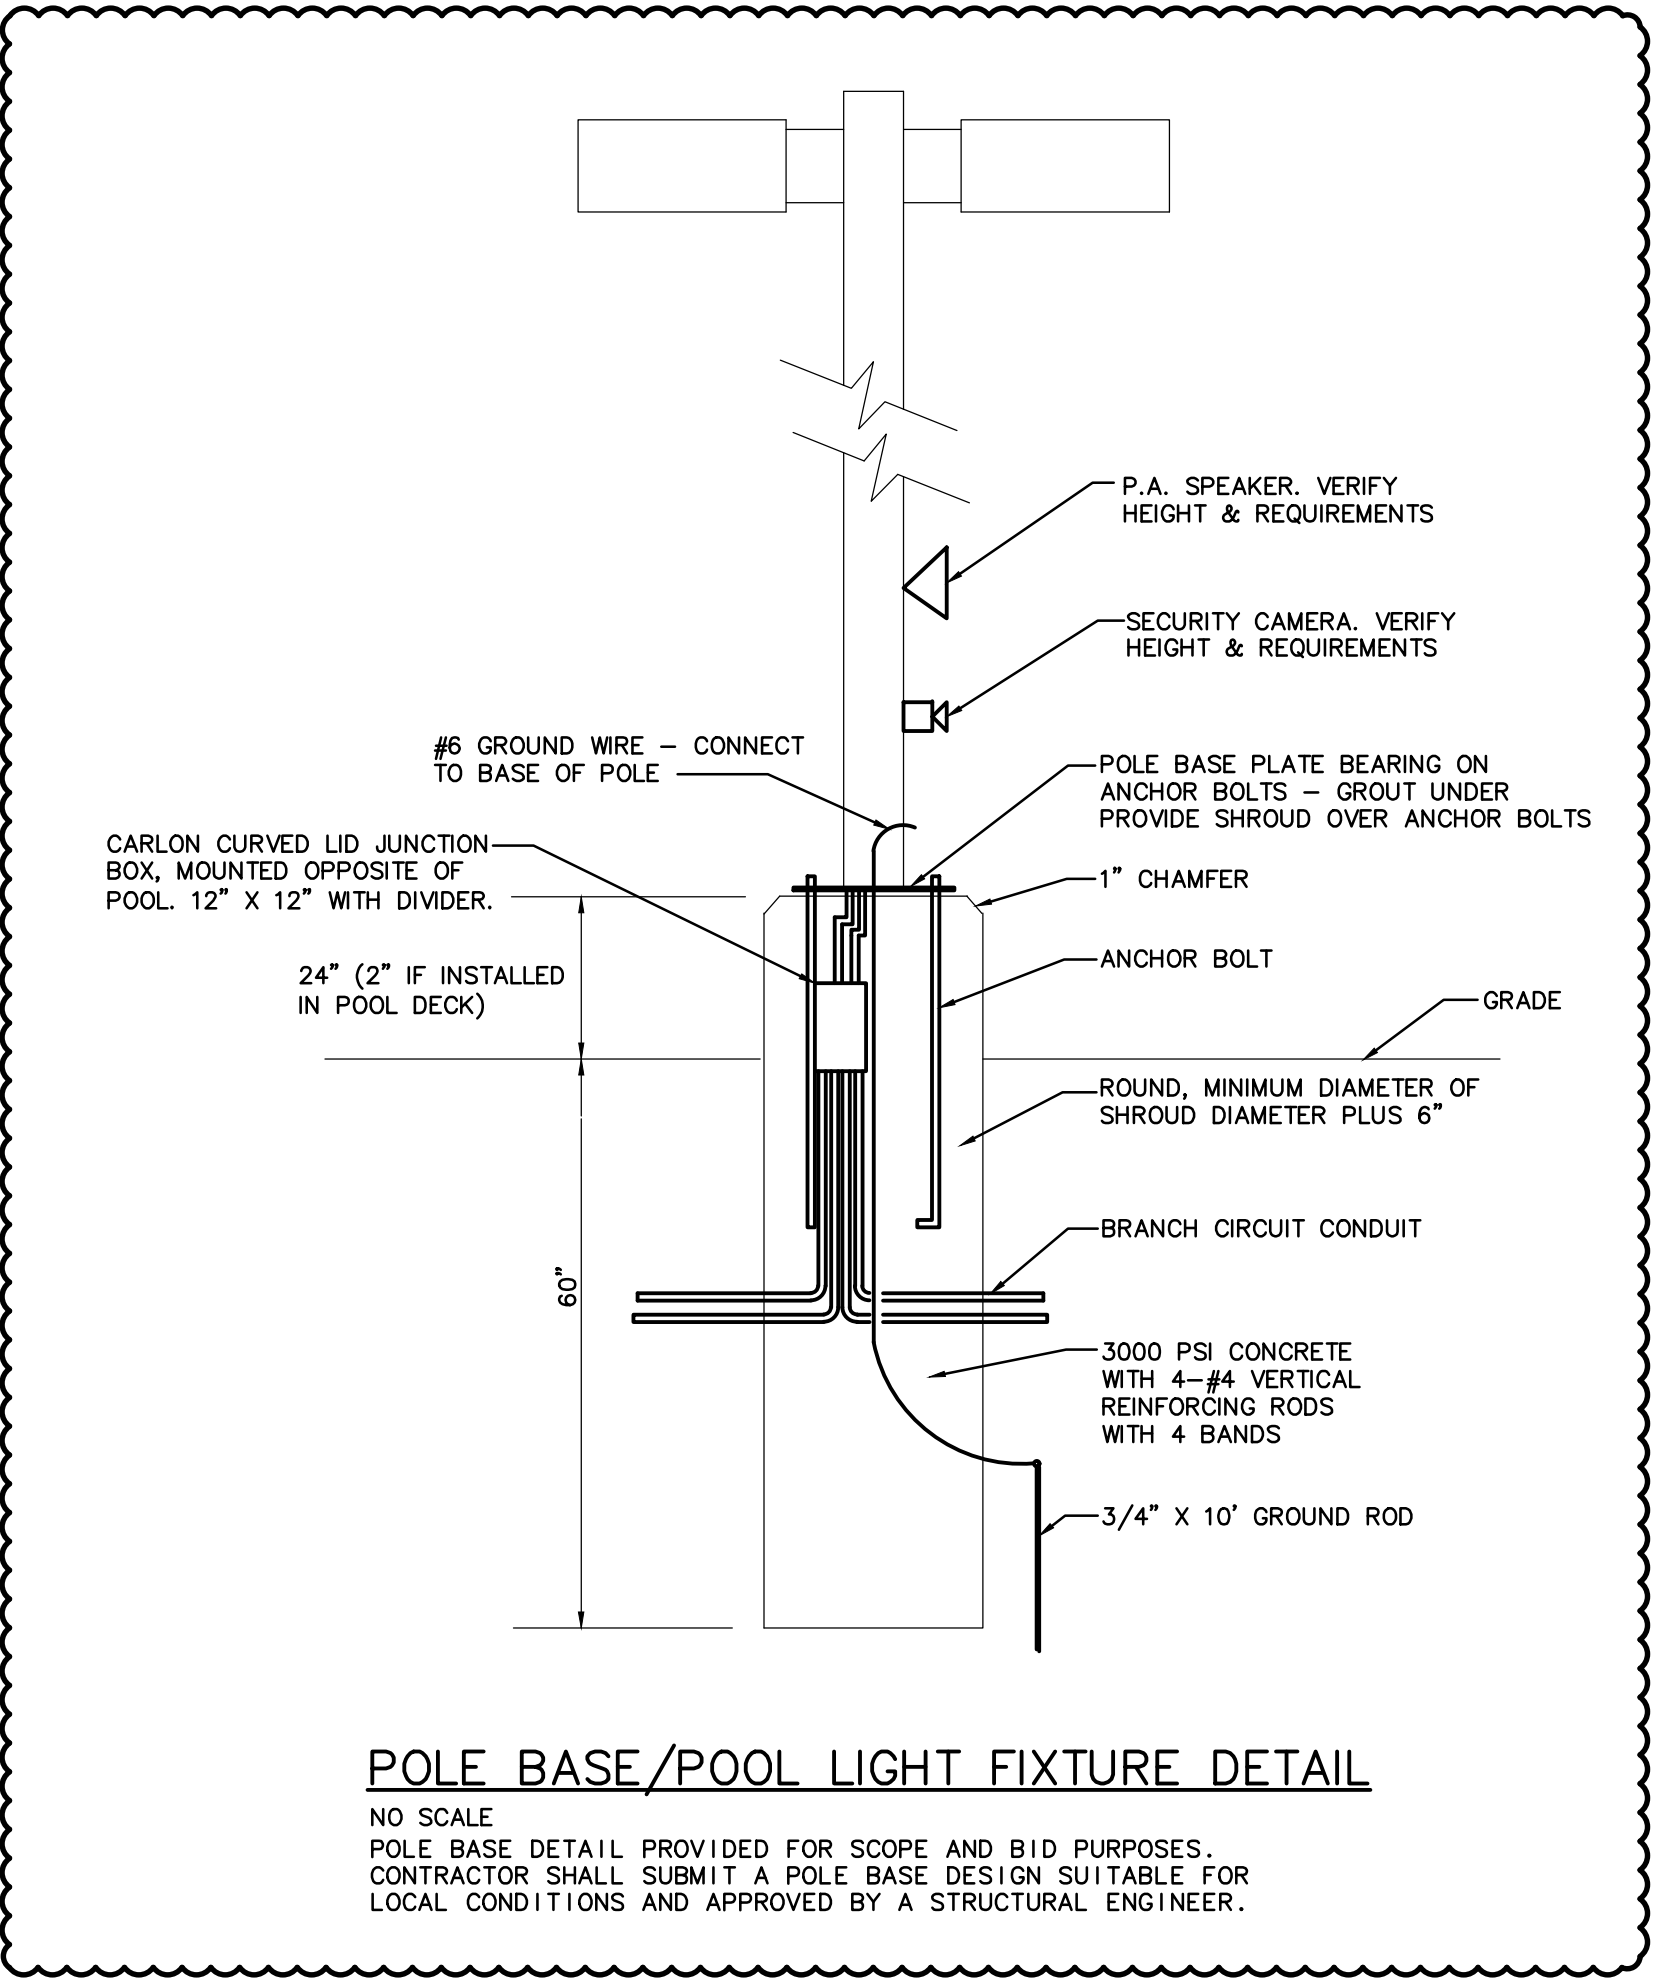 P.A. SPEAKER. VERIFY
HEIGHT & REQUIREMENTS
SECURITY CAMERA. VERIFY
HEIGHT & REQUIREMENTS
#6 GROUND WIRE – CONNECT
TO BASE OF POLE
POLE BASE PLATE BEARING ON
ANCHOR BOLTS – GROUT UNDER
PROVIDE SHROUD OVER ANCHOR BOLTS
CARLON CURVED LID JUNCTION
BOX, MOUNTED OPPOSITE OF
POOL. 12" X 12" WITH DIVIDER.
1" CHAMFER
ANCHOR BOLT
24" (2" IF INSTALLED
IN POOL DECK)
GRADE
ROUND, MINIMUM DIAMETER OF
SHROUD DIAMETER PLUS 6"
BRANCH CIRCUIT CONDUIT
60"
3000 PSI CONCRETE
WITH 4–#4 VERTICAL
REINFORCING RODS
WITH 4 BANDS
3/4" X 10' GROUND ROD
POLE BASE/POOL LIGHT FIXTURE DETAIL
NO SCALE
POLE BASE DETAIL PROVIDED FOR SCOPE AND BID PURPOSES.
CONTRACTOR SHALL SUBMIT A POLE BASE DESIGN SUITABLE FOR
LOCAL CONDITIONS AND APPROVED BY A STRUCTURAL ENGINEER.